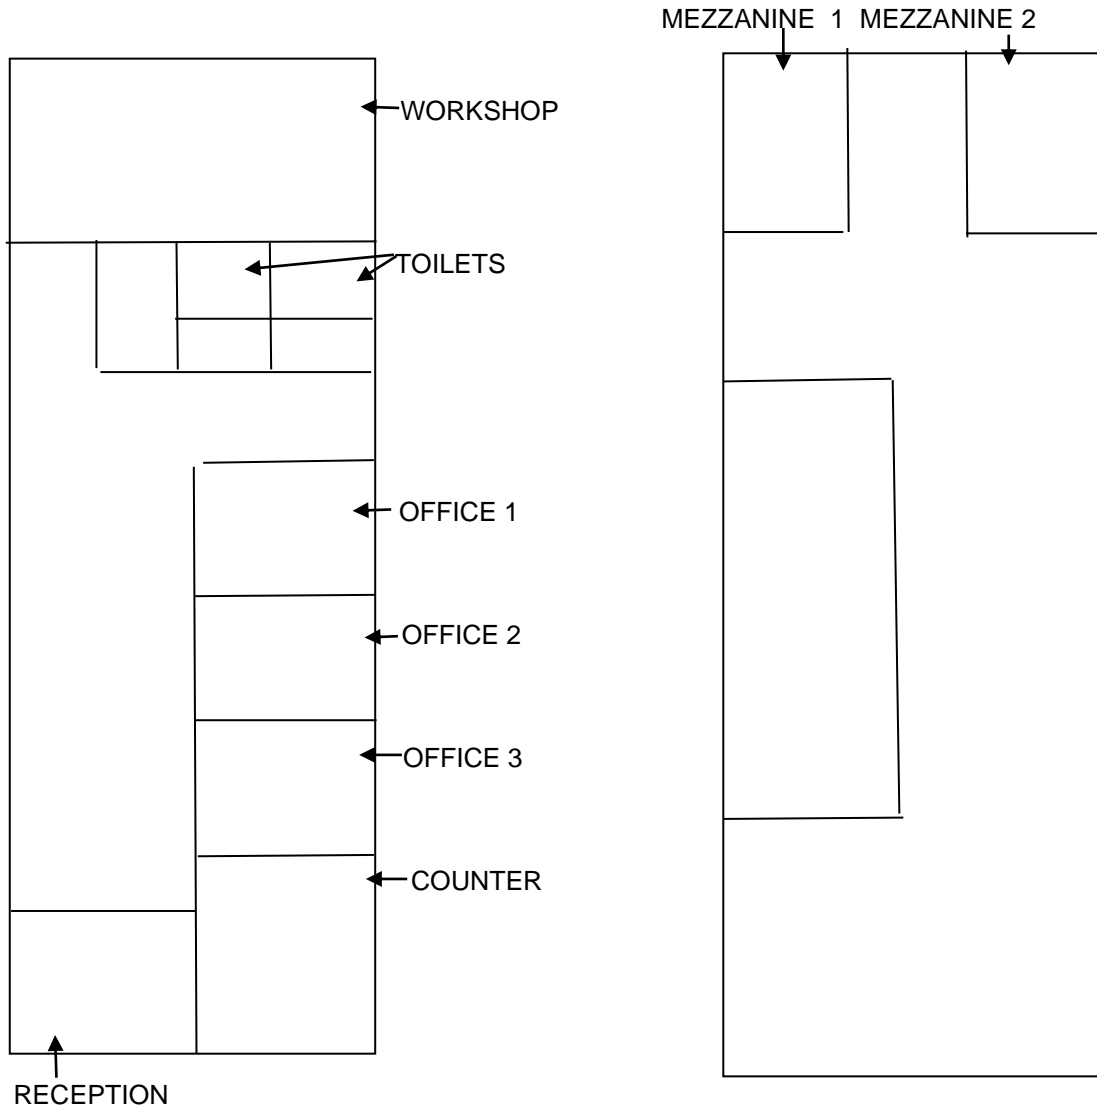 MEZZANINE  1  MEZZANINE 2
WORKSHOP
TOILETS
OFFICE 1
OFFICE 2
OFFICE 3
COUNTER
RECEPTION